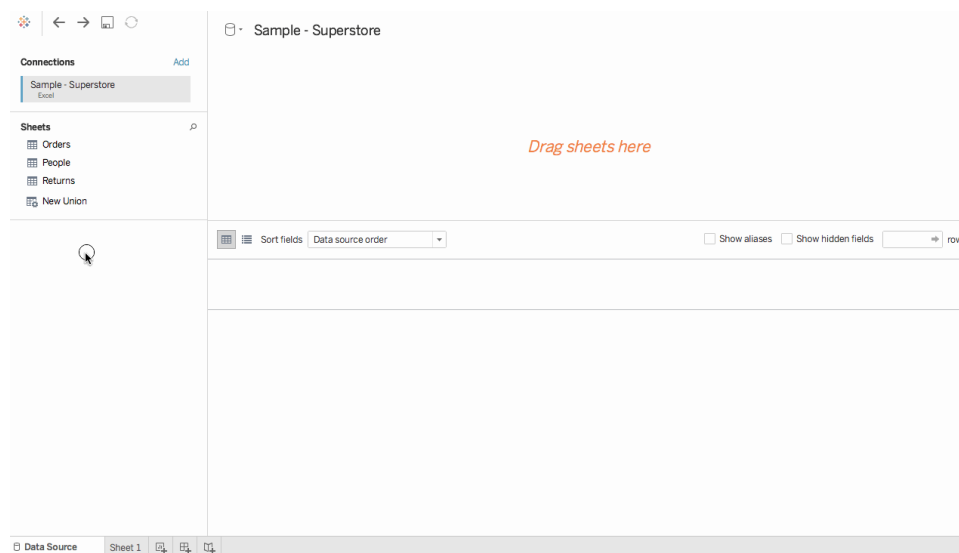 Sample - Superstore
Connections
Add
Sample - Superstore
Excel
Sheets
Orders
People
Returns
New Union
Drag sheets here
Sort fields
Data source order
Show aliases
Show hidden fields
Data Source
Sheet 1